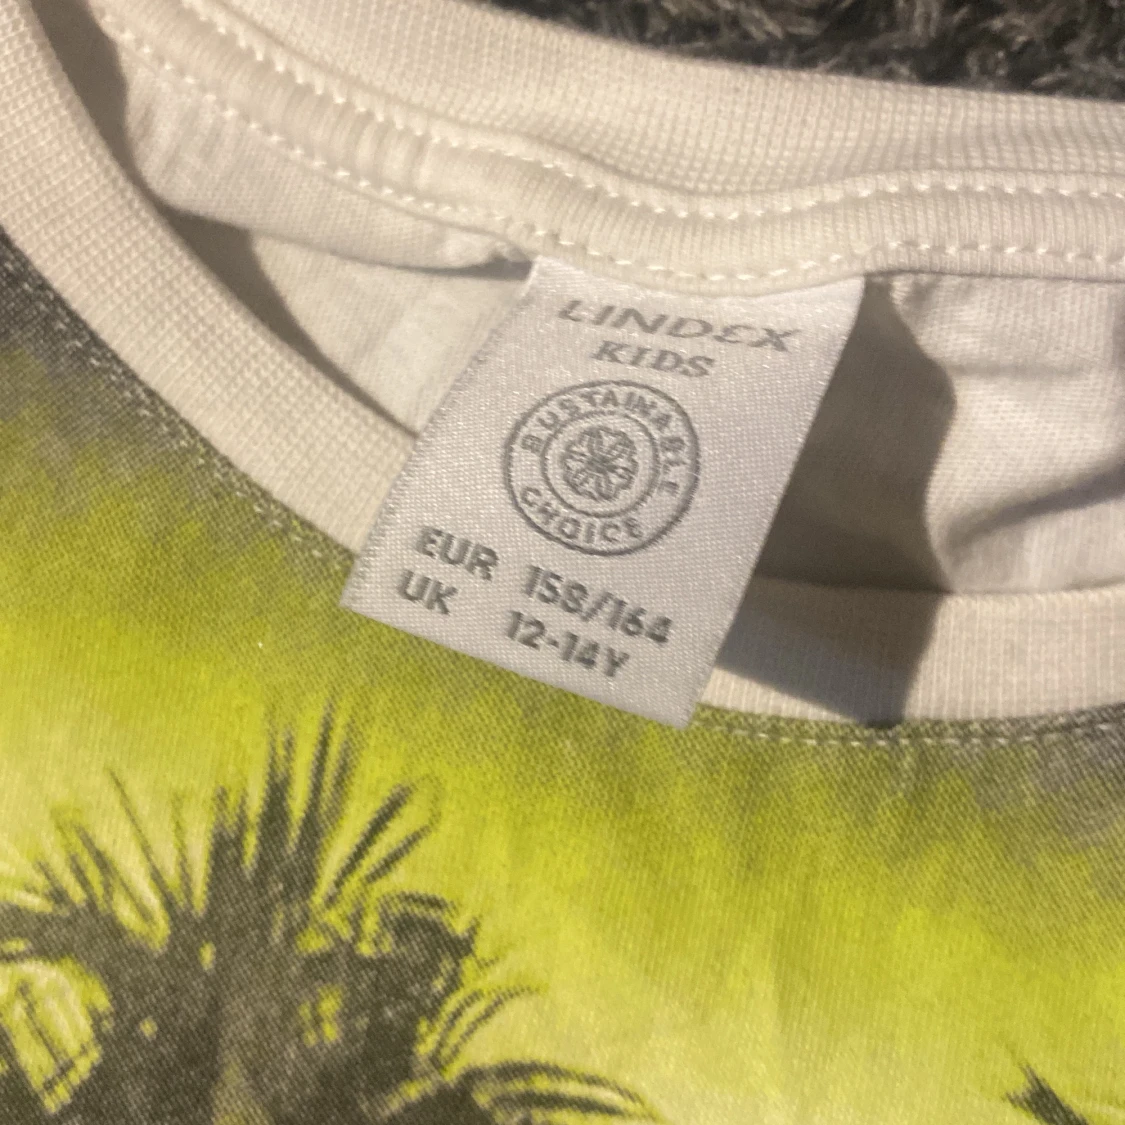 LINDEX
KIDS
SUSTAINABLE
CHOICE
EUR 158/164
UK 12-14Y